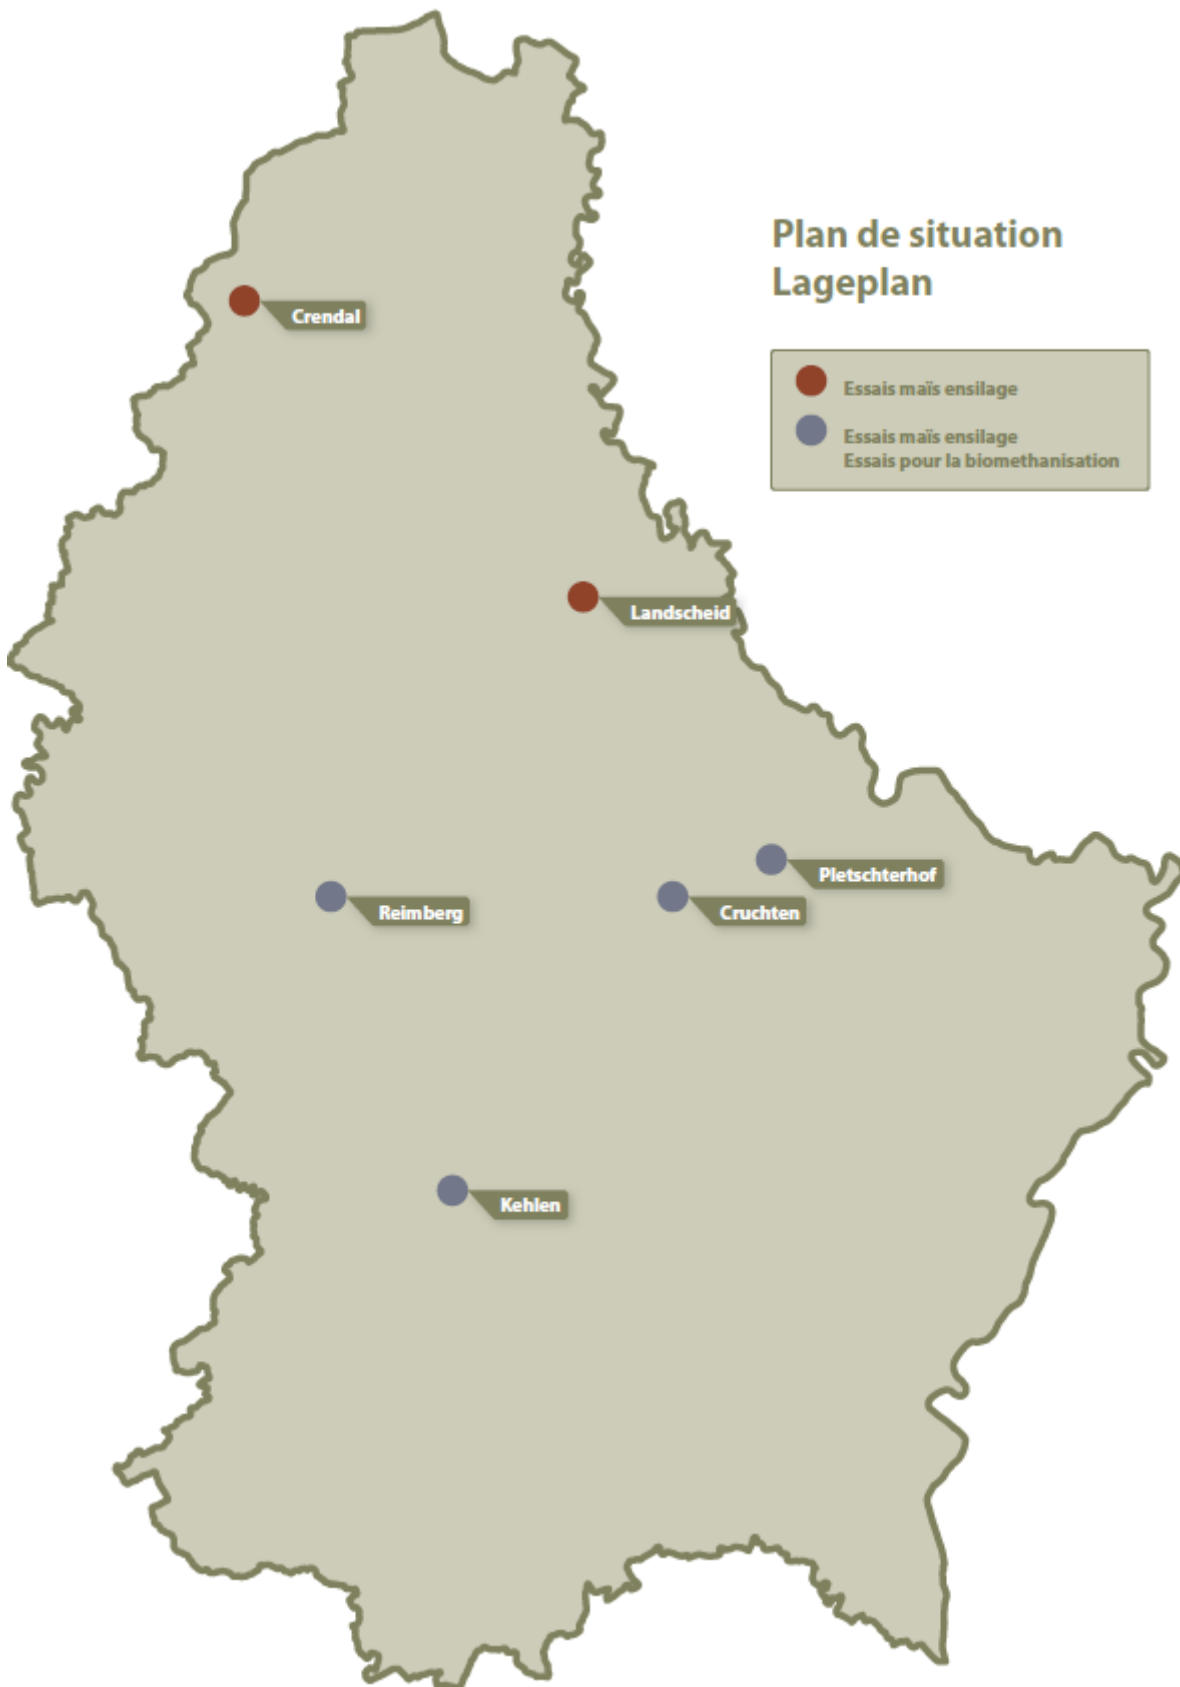 Plan de situation
Lageplan
Crendal
Essais maïs ensilage
Essais maïs ensilage
Essais pour la biomethanisation
Landscheid
Pletschterhof
Reimberg
Cruchten
Kehlen